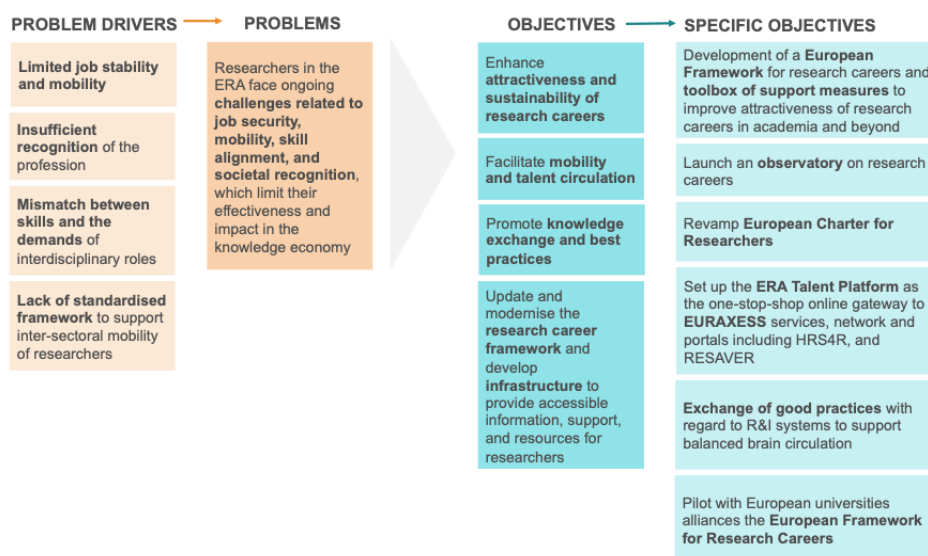 PROBLEM DRIVERS
PROBLEMS
OBJECTIVES
SPECIFIC OBJECTIVES
Limited job stability
and mobility
Insufficient
recognition of the
profession
Mismatch between
skills and the
demands of
interdisciplinary roles
Lack of standardised
framework to support
inter-sectoral mobility
of researchers
Researchers in the
ERA face ongoing
challenges related to
job security,
mobility, skill
alignment, and
societal recognition,
which limit their
effectiveness and
impact in the
knowledge economy
Enhance
attractiveness and
sustainability of
research careers
Facilitate mobility
and talent circulation
Promote knowledge
exchange and best
practices
Update and
modernise the
research career
framework and
develop
infrastructure to
provide accessible
information, support,
and resources for
researchers
Development of a European
Framework for research careers and
toolbox of support measures to
improve attractiveness of research
careers in academia and beyond
Launch an observatory on research
careers
Revamp European Charter for
Researchers
Set up the ERA Talent Platform as
the one-stop-shop online gateway to
EURAXESS services, network and
portals including HRS4R, and
RESAVER
Exchange of good practices with
regard to R&I systems to support
balanced brain circulation
Pilot with European universities
alliances the European Framework
for Research Careers